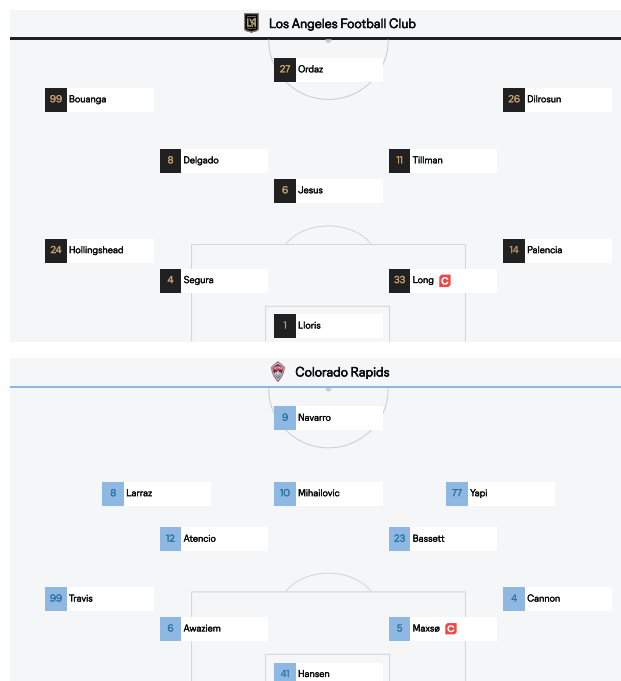 Los Angeles Football Club
27 Ordaz
99 Bouanga
26 Dilrosun
8 Delgado
11 Tillman
6 Jesus
24 Hollingshead
14 Palencia
4 Segura
33 Long C
1 Lloris
Colorado Rapids
9 Navarro
8 Larraz
10 Mihailovic
77 Yapi
12 Atencio
23 Bassett
99 Travis
4 Cannon
6 Awaziem
5 Maxsø C
41 Hansen